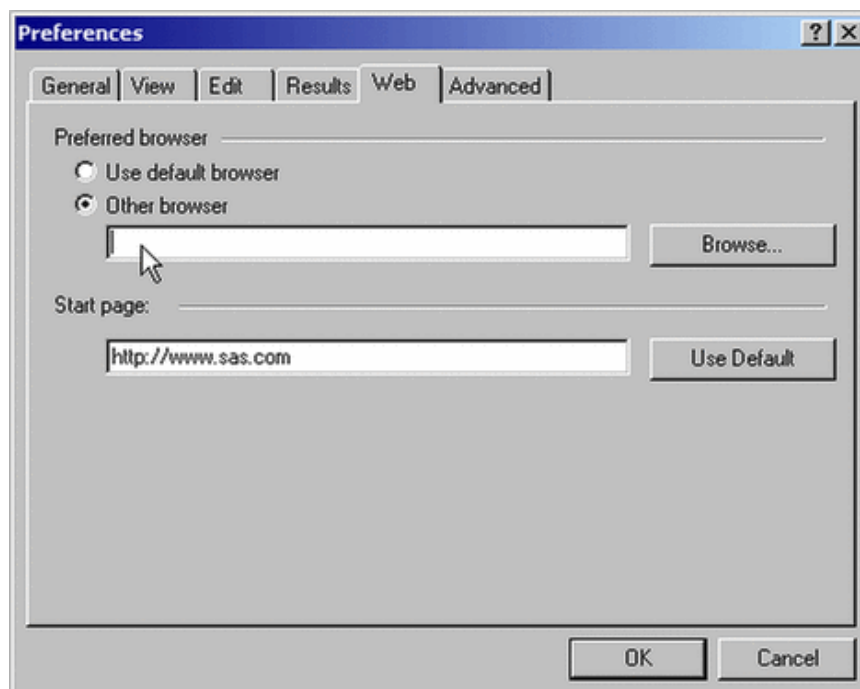 Preferences
General View Edit Results Web Advanced
Preferred browser
Use default browser
Other browser
Browse...
Start page:
http://www.sas.com Use Default
OK Cancel